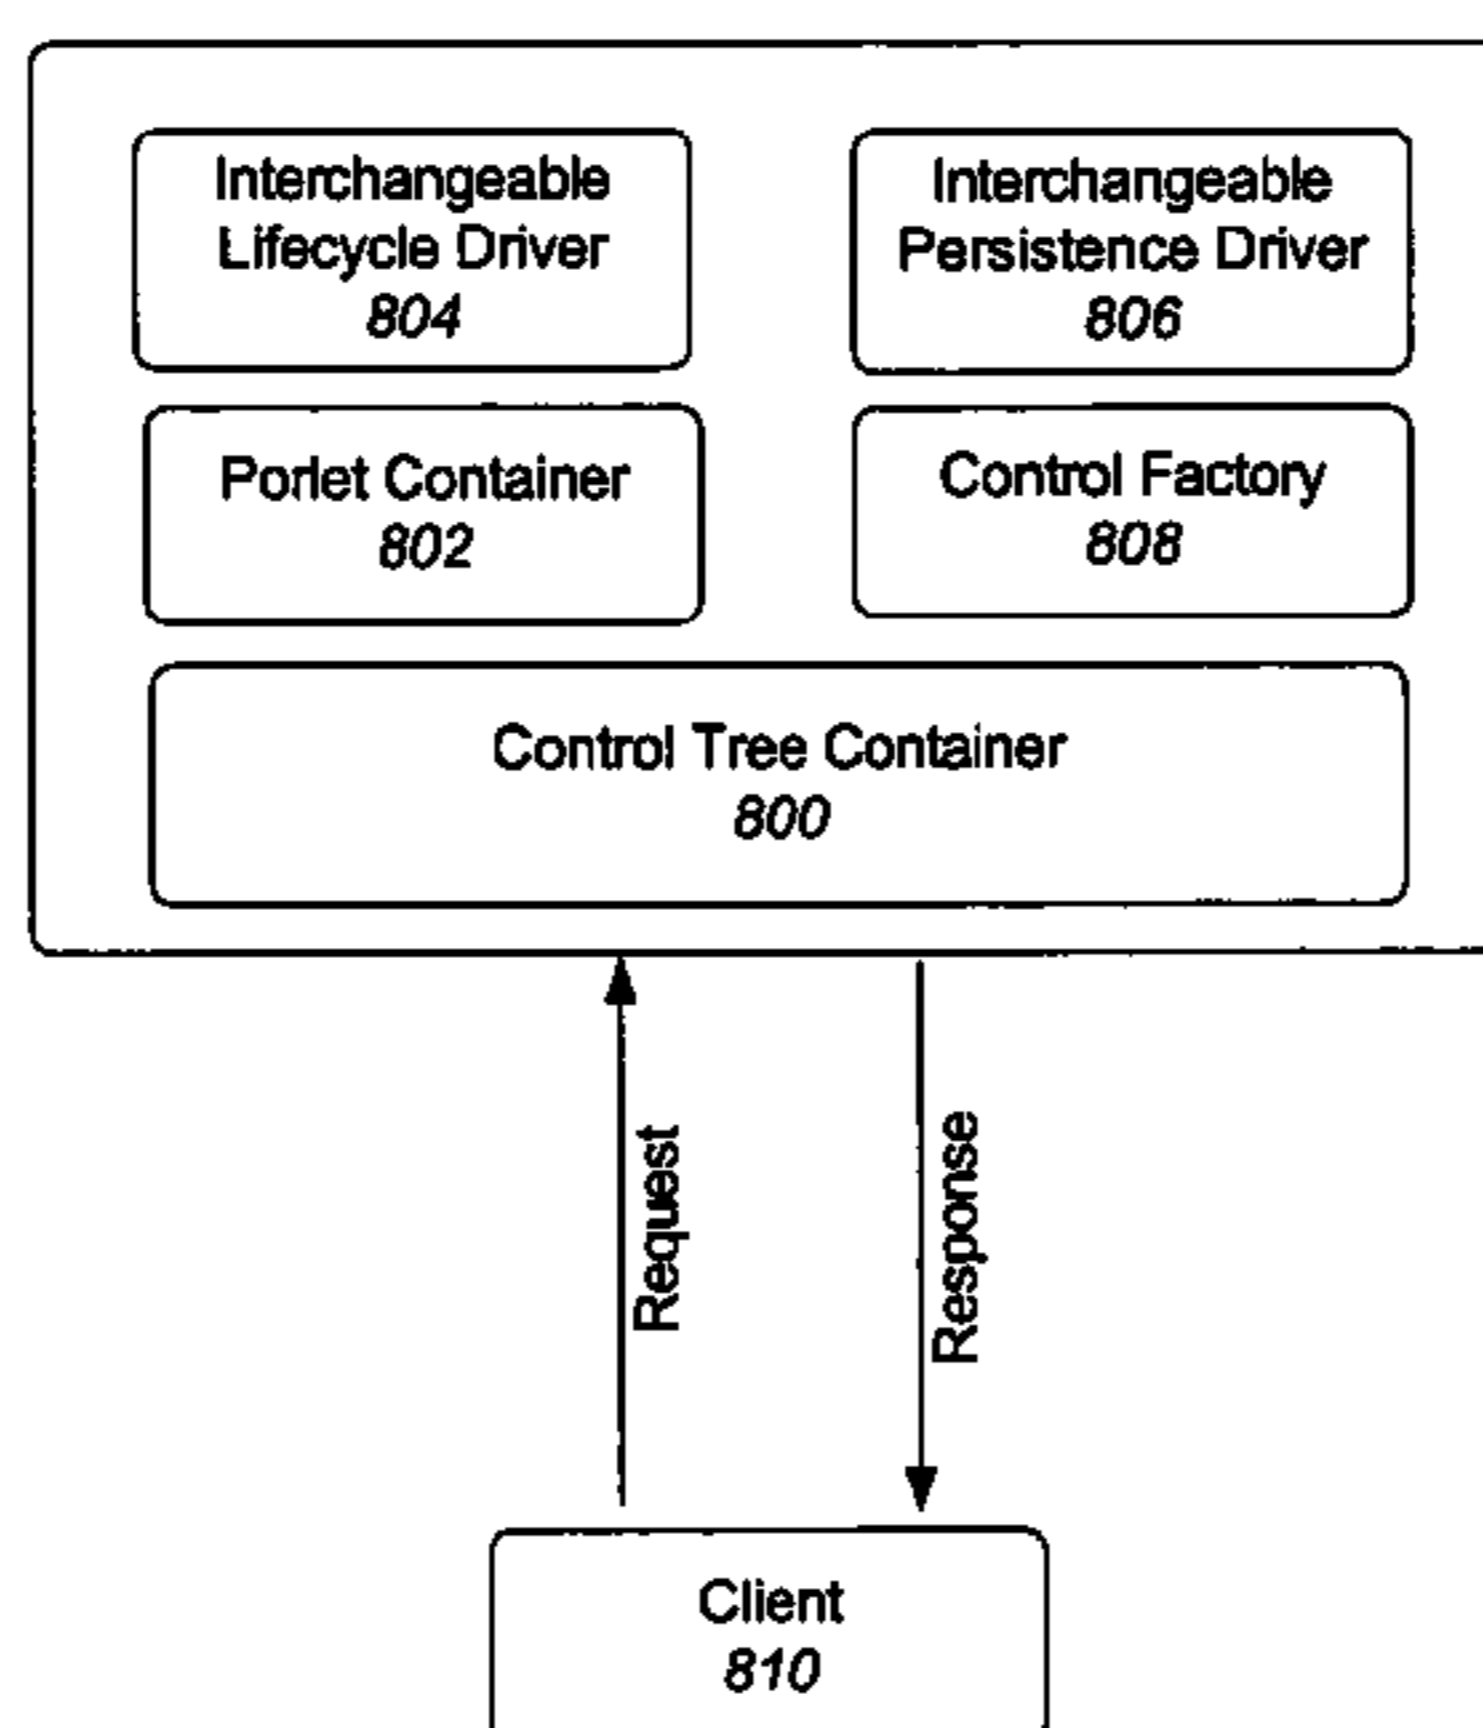 Interchangeable
Lifecycle Driver
804
Interchangeable
Persistence Driver
806
Porlet Container
802
Control Factory
808
Control Tree Container
800
Request
Response
Client
810